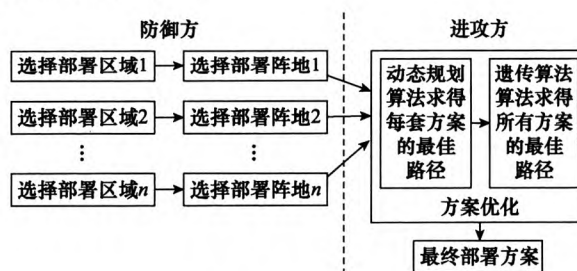 防御方
进攻方
选择部署区域1
选择部署阵地1
选择部署区域2
选择部署阵地2
⋮
⋮
选择部署区域n
选择部署阵地n
动态规划
算法求得
每套方案
的最佳
路径
遗传算法
算法求得
所有方案
的最佳
路径
方案优化
最终部署方案